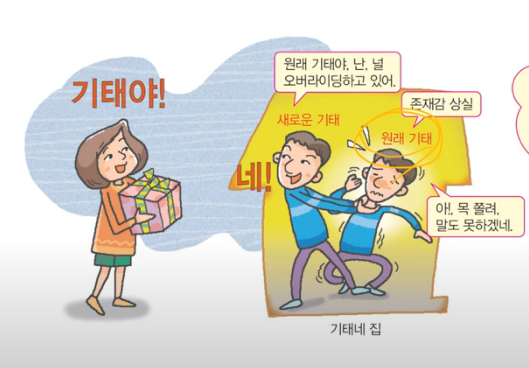 기태야!
원래 기태야, 난, 널
오버라이딩하고 있어.
존재감 상실
새로운 기태
원래 기태
네!
아!, 목 쫄려,
말도 못하겠네.
기태네 집